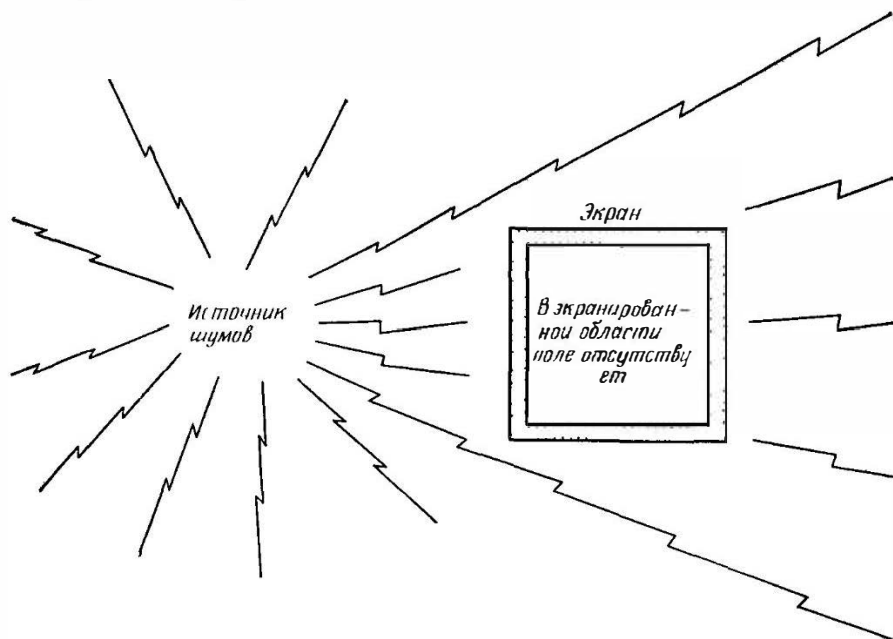 Экран
Источник
шумов
В экранирован-
ной области
поле отсутству
ет